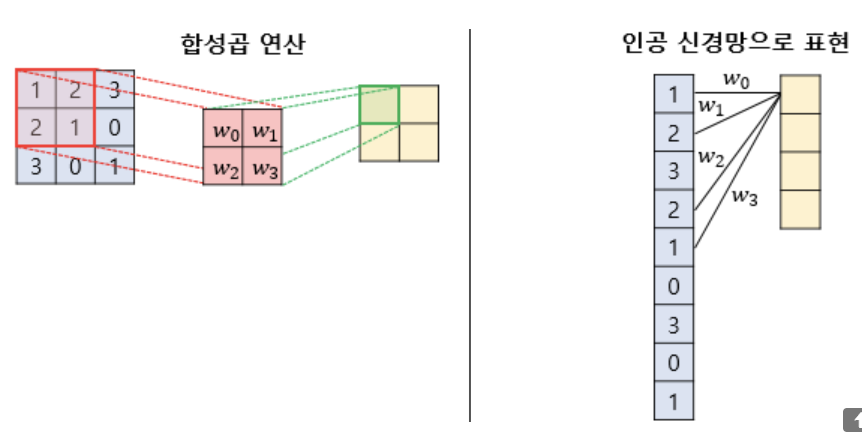 합성곱 연산
1 2 3
2 1 0
3 0 1
w₀ w₁
w₂ w₃
인공 신경망으로 표현
1
2
3
2
1
0
3
0
1
w₀
w₁
w₂
w₃